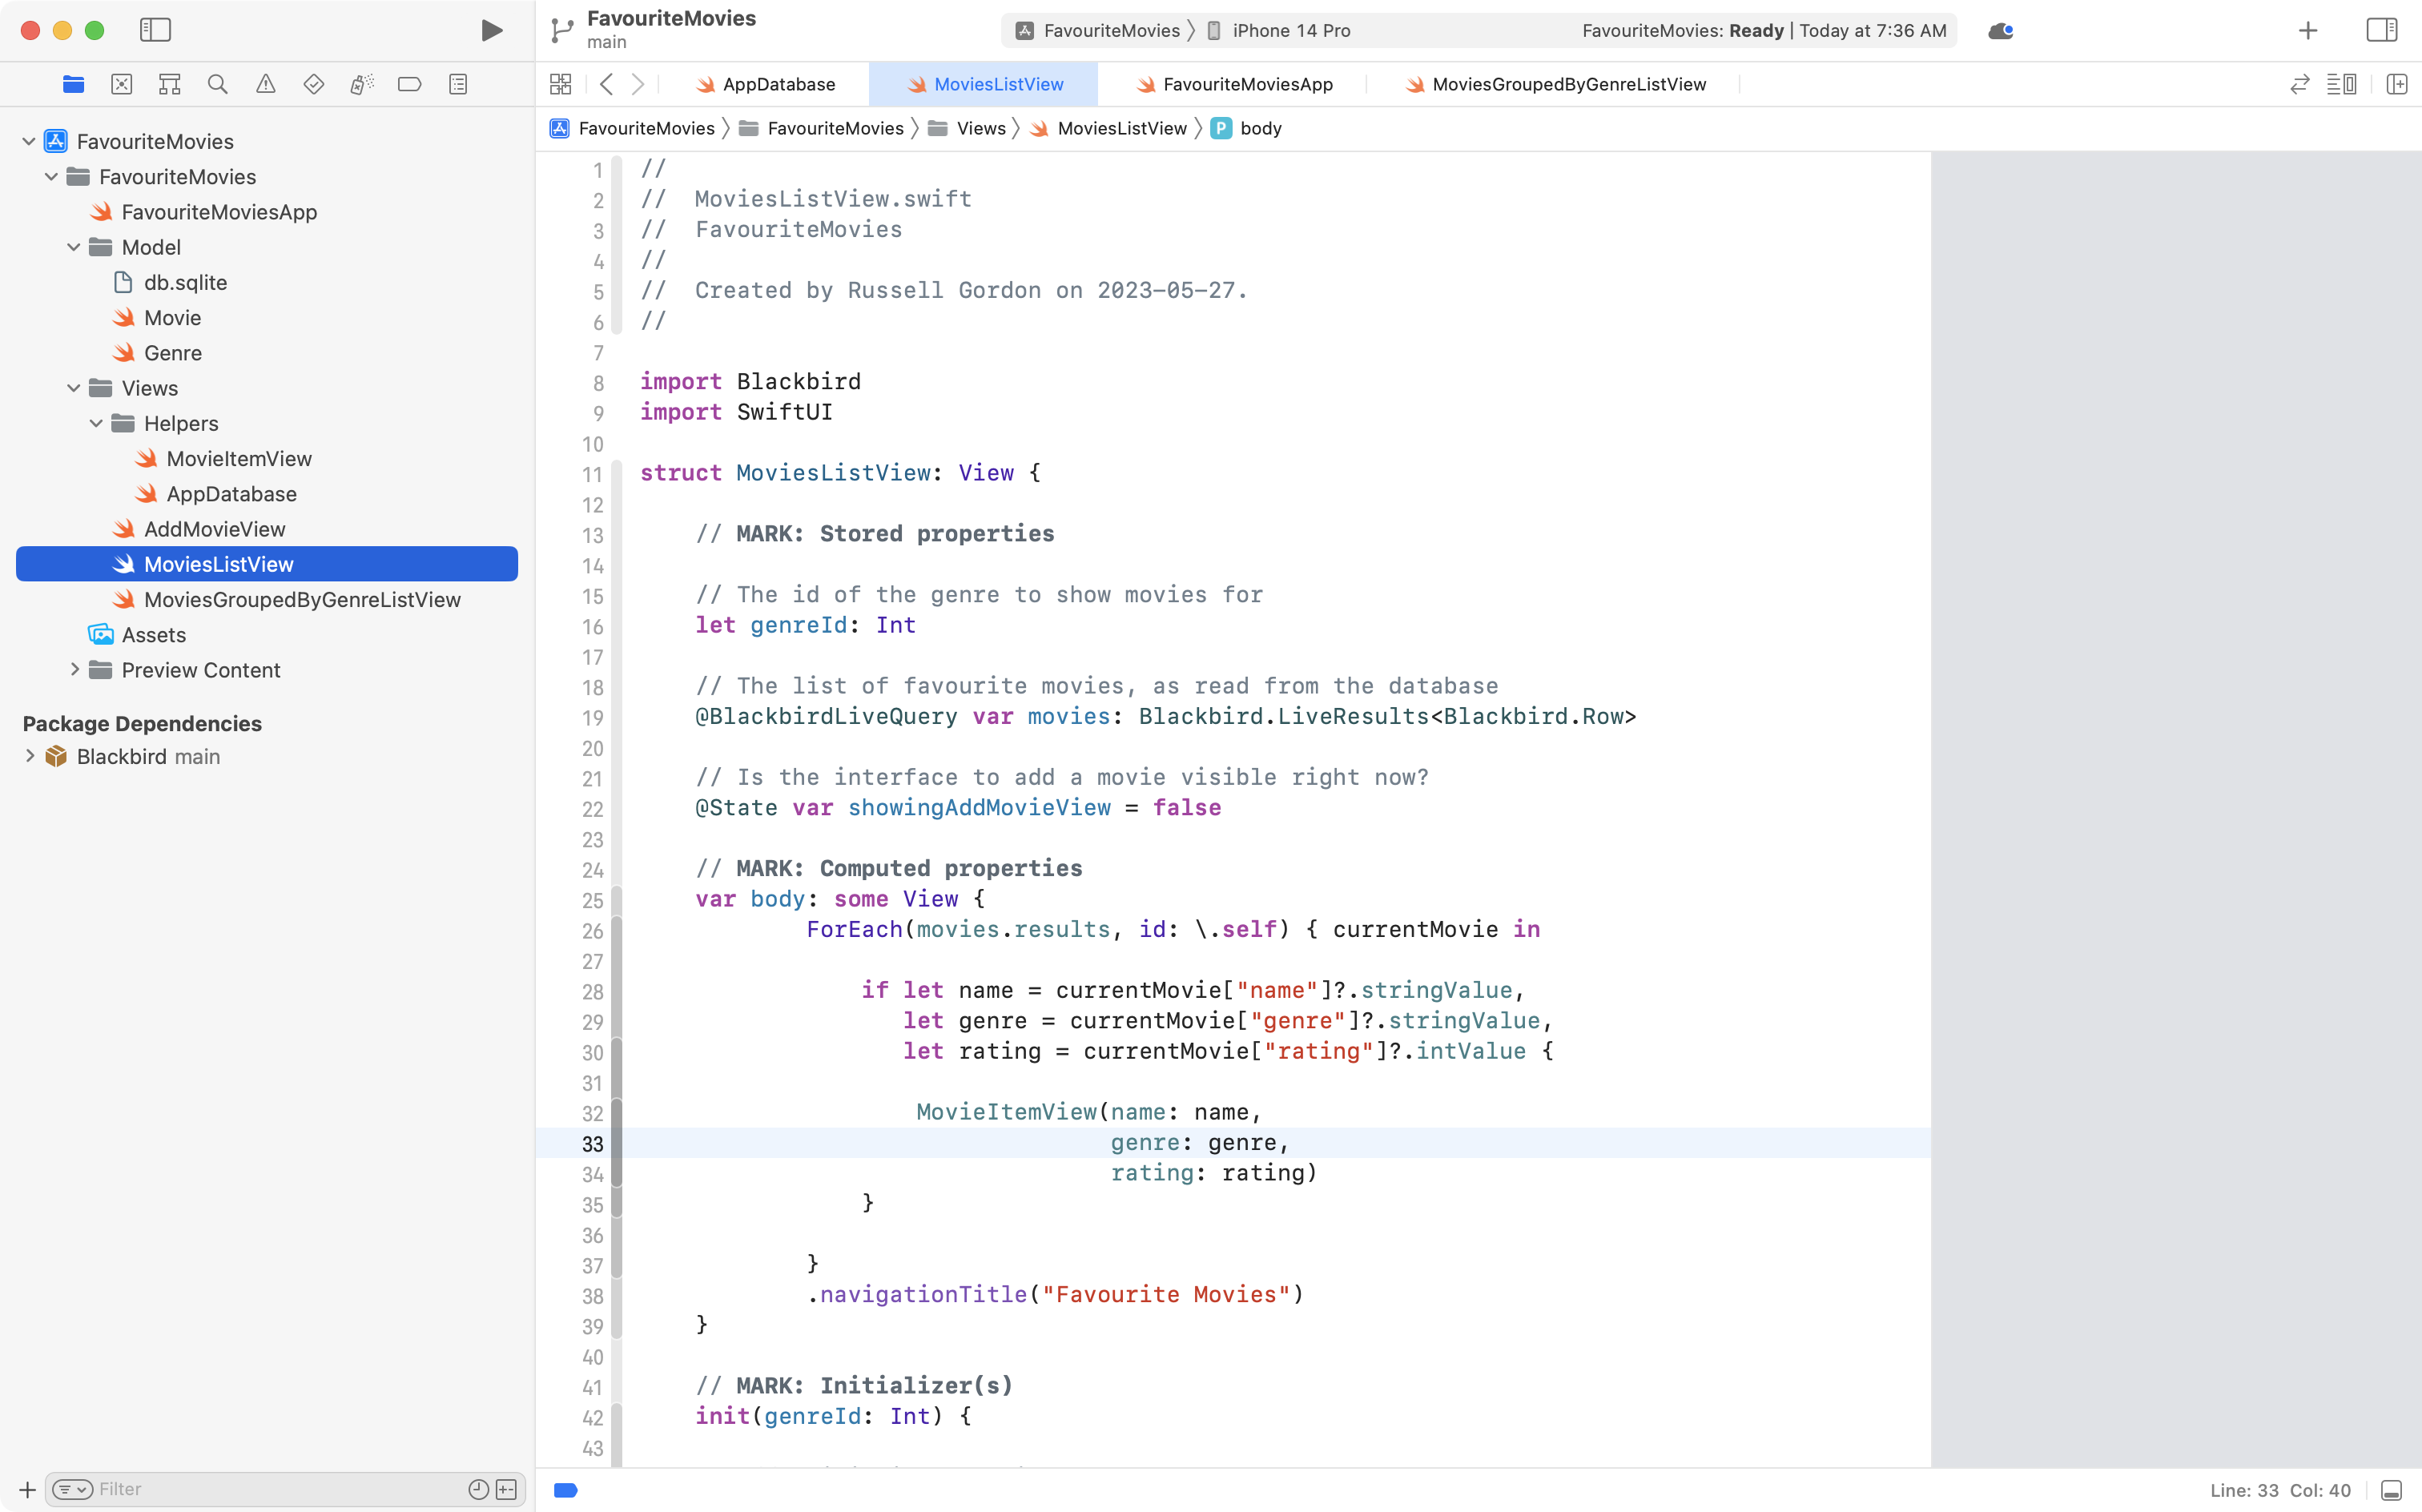 FavouriteMovies
main
FavouriteMovies
iPhone 14 Pro
FavouriteMovies: Ready | Today at 7:36 AM
AppDatabase
MoviesListView
FavouriteMoviesApp
MoviesGroupedByGenreListView
FavouriteMovies
FavouriteMovies
Views
MoviesListView
P body
FavouriteMovies
FavouriteMovies
FavouriteMoviesApp
Model
db.sqlite
Movie
Genre
Views
Helpers
MovieItemView
AppDatabase
AddMovieView
MoviesListView
MoviesGroupedByGenreListView
Assets
Preview Content
Package Dependencies
Blackbird main
Filter
1 //
2 //  MoviesListView.swift
3 //  FavouriteMovies
4 //
5 //  Created by Russell Gordon on 2023-05-27.
6 //
7
8 import Blackbird
9 import SwiftUI
10
11 struct MoviesListView: View {
12
13     // MARK: Stored properties
14
15     // The id of the genre to show movies for
16     let genreId: Int
17
18     // The list of favourite movies, as read from the database
19     @BlackbirdLiveQuery var movies: Blackbird.LiveResults<Blackbird.Row>
20
21     // Is the interface to add a movie visible right now?
22     @State var showingAddMovieView = false
23
24     // MARK: Computed properties
25     var body: some View {
26             ForEach(movies.results, id: \.self) { currentMovie in
27
28                 if let name = currentMovie["name"]?.stringValue,
29                    let genre = currentMovie["genre"]?.stringValue,
30                    let rating = currentMovie["rating"]?.intValue {
31
32                     MovieItemView(name: name,
33                                   genre: genre,
34                                   rating: rating)
35                 }
36
37             }
38             .navigationTitle("Favourite Movies")
39     }
40
41     // MARK: Initializer(s)
42     init(genreId: Int) {
43
Line: 33  Col: 40